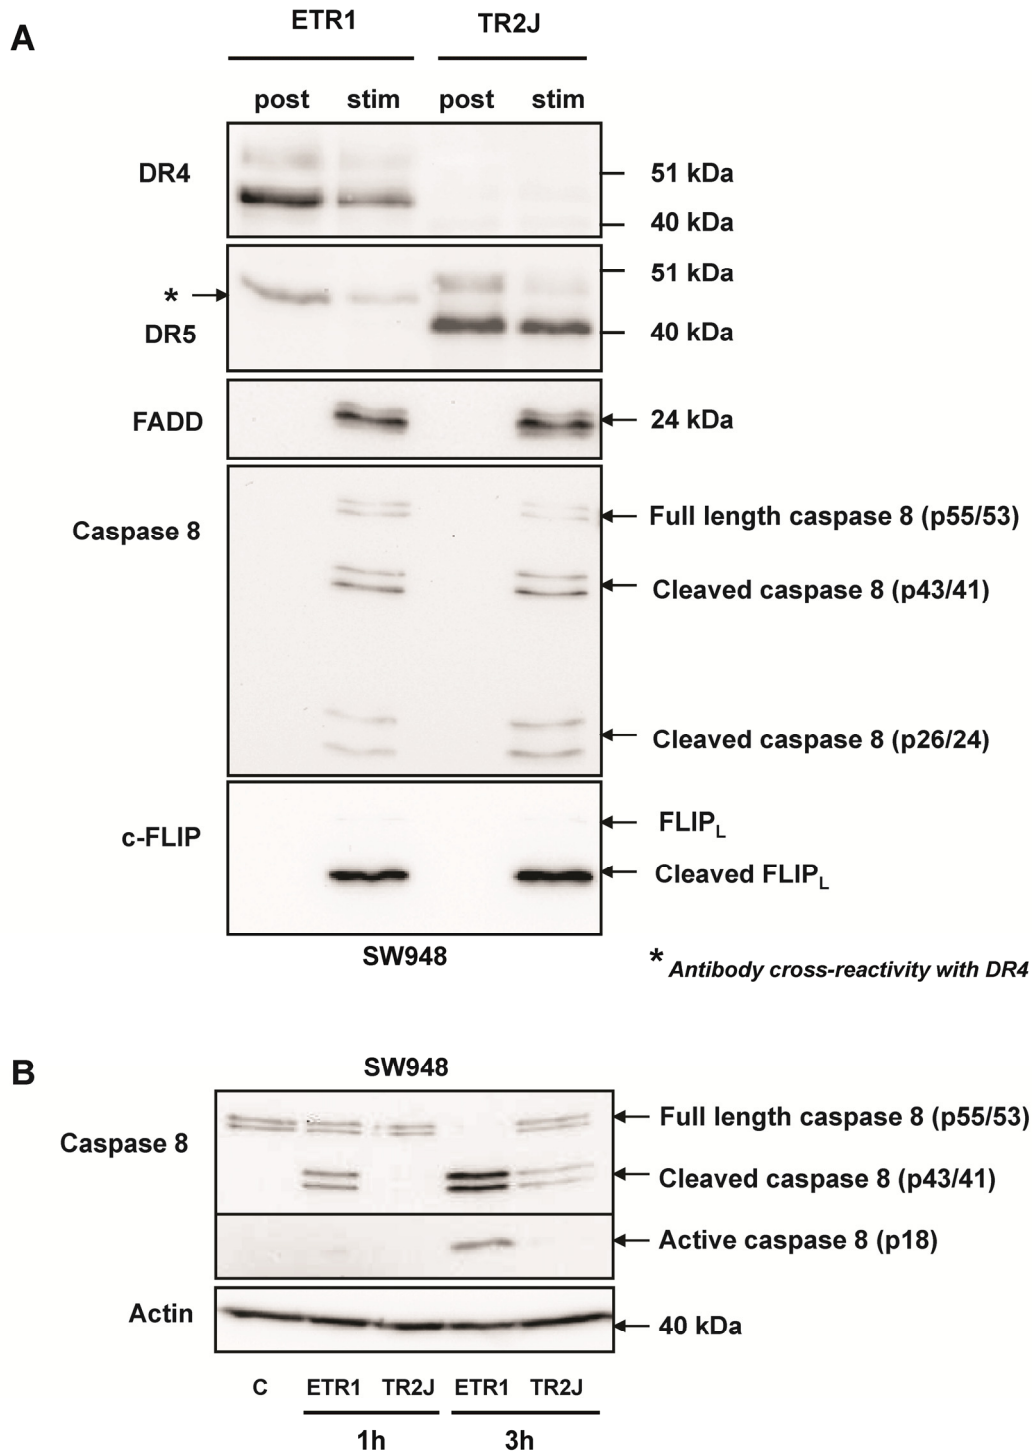 A
ETR1 TR2J
post stim post stim
DR4
51 kDa
40 kDa
51 kDa
*
DR5
40 kDa
FADD
24 kDa
Caspase 8
Full length caspase 8 (p55/53)
Cleaved caspase 8 (p43/41)
Cleaved caspase 8 (p26/24)
c-FLIP
FLIPL
Cleaved FLIPL
SW948
* Antibody cross-reactivity with DR4
B
SW948
Caspase 8
Full length caspase 8 (p55/53)
Cleaved caspase 8 (p43/41)
Active caspase 8 (p18)
Actin
40 kDa
C ETR1 TR2J ETR1 TR2J
1h 3h